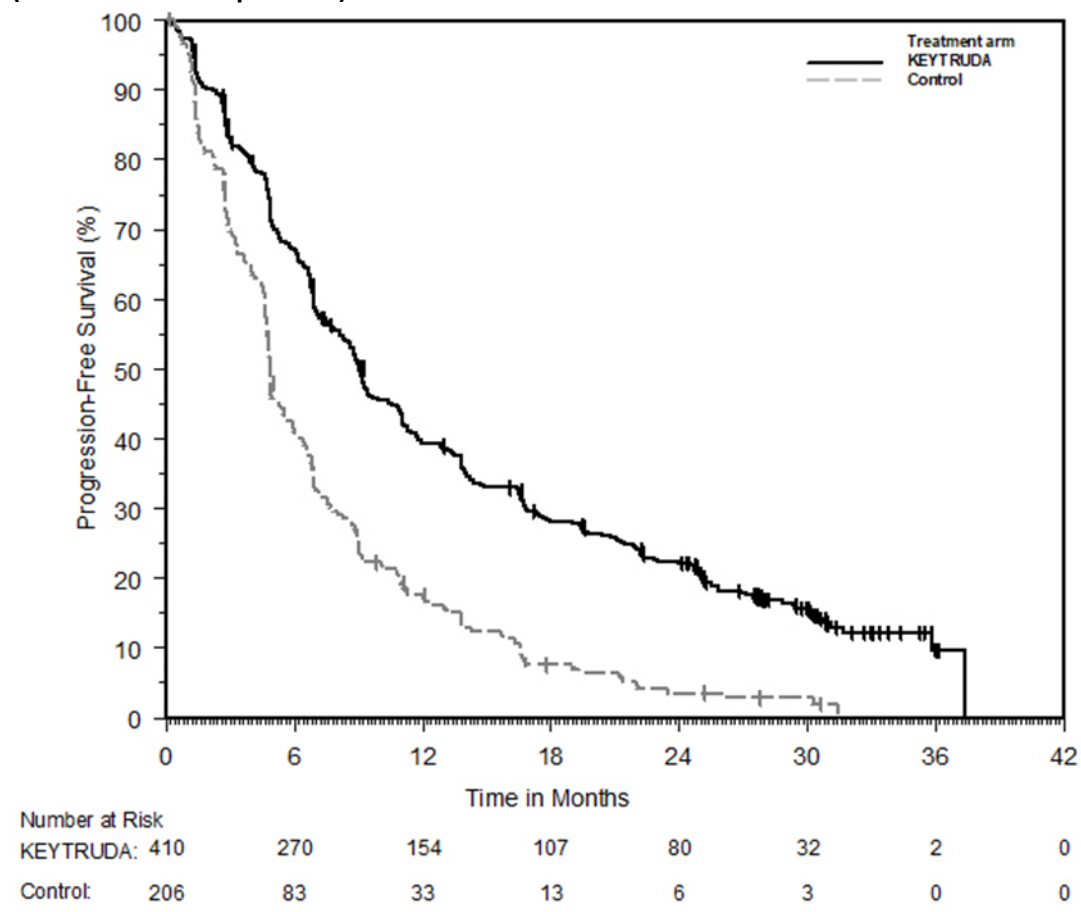 100
Treatment arm
KEYTRUDA
Control
90
80
70
60
50
40
30
20
10
0
Progression-Free Survival (%)
0 6 12 18 24 30 36 42
Time in Months
Number at Risk
KEYTRUDA: 410 270 154 107 80 32 2 0
Control: 206 83 33 13 6 3 0 0